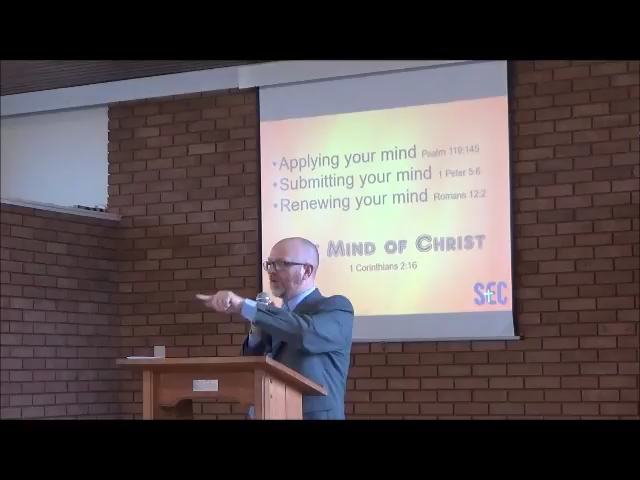 • Applying your mind Psalm 119:145
• Submitting your mind 1 Peter 5:6
• Renewing your mind Romans 12:2
MIND OF CHRIST
1 Corinthians 2:16
SEC